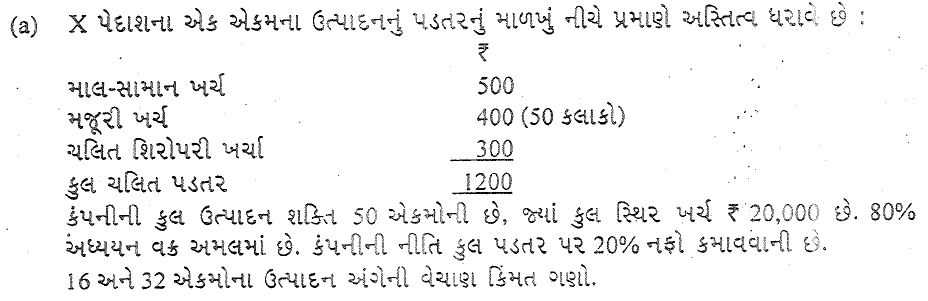 (a) X પેદાશના એક એકમના ઉત્પાદનનું પડતરનું માળખું નીચે પ્રમાણે અસ્તિત્વ ધરાવે છે :
₹
માલ-સામાન ખર્ચ 500
મજૂરી ખર્ચ 400 (50 કલાકો)
ચલિત શિરોપરી ખર્ચા 300
કુલ ચલિત પડતર 1200
કંપનીની કુલ ઉત્પાદન શક્તિ 50 એકમોની છે, જ્યાં કુલ સ્થિર ખર્ચ ₹ 20,000 છે. 80%
અધ્યયન વક્ર અમલમાં છે. કંપનીની નીતિ કુલ પડતર પર 20% નફો કમાવવાની છે.
16 અને 32 એકમોના ઉત્પાદન અંગેની વેચાણ કિંમત ગણો.